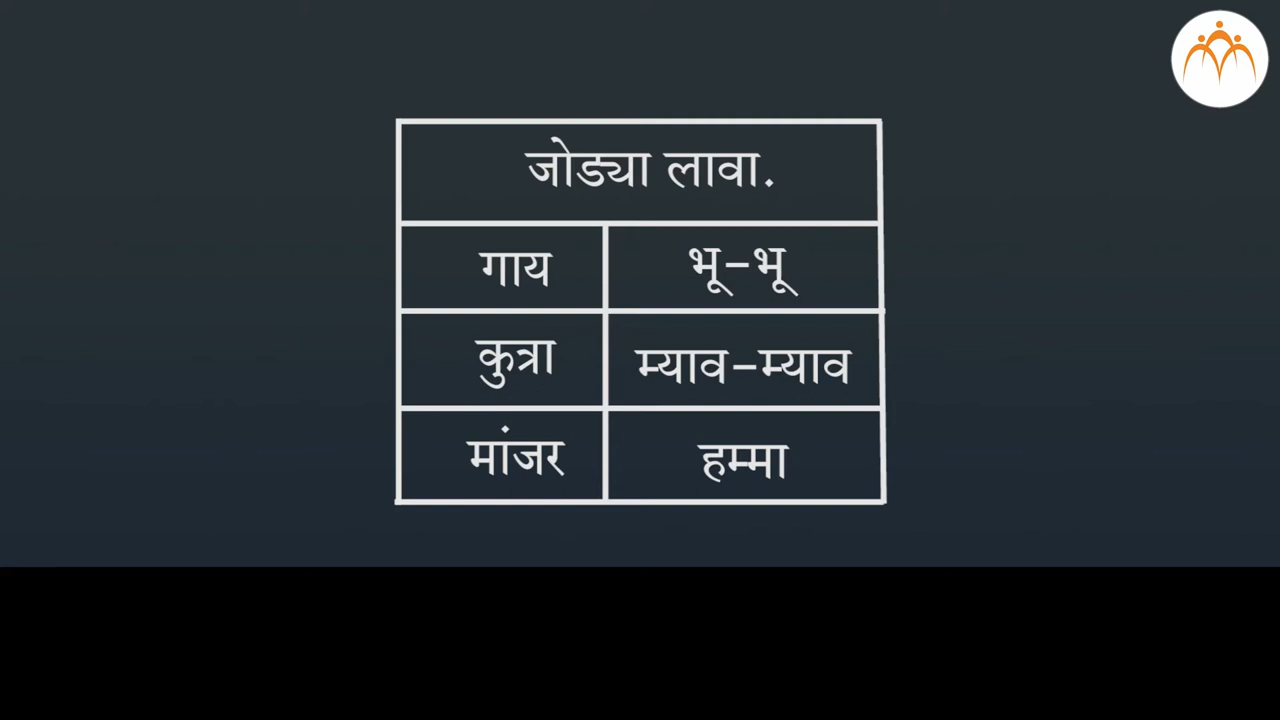 जोड्या लावा.
गाय भू-भू
कुत्रा म्याव-म्याव
मांजर हम्मा